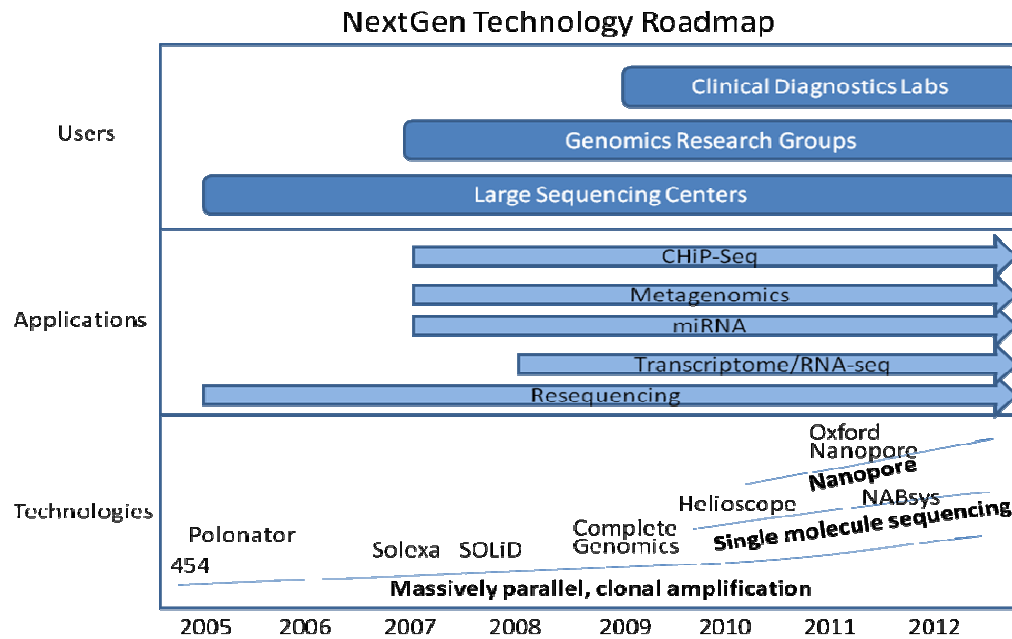 NextGen Technology Roadmap
Users
Clinical Diagnostics Labs
Genomics Research Groups
Large Sequencing Centers
Applications
CHiP-Seq
Metagenomics
miRNA
Transcriptome/RNA-seq
Resequencing
Technologies
Oxford
Nanopore
Nanopore
NABsys
Helioscope
Single molecule sequencing
Complete
Genomics
Polonator
Solexa
SOLiD
454
Massively parallel, clonal amplification
2005 2006 2007 2008 2009 2010 2011 2012